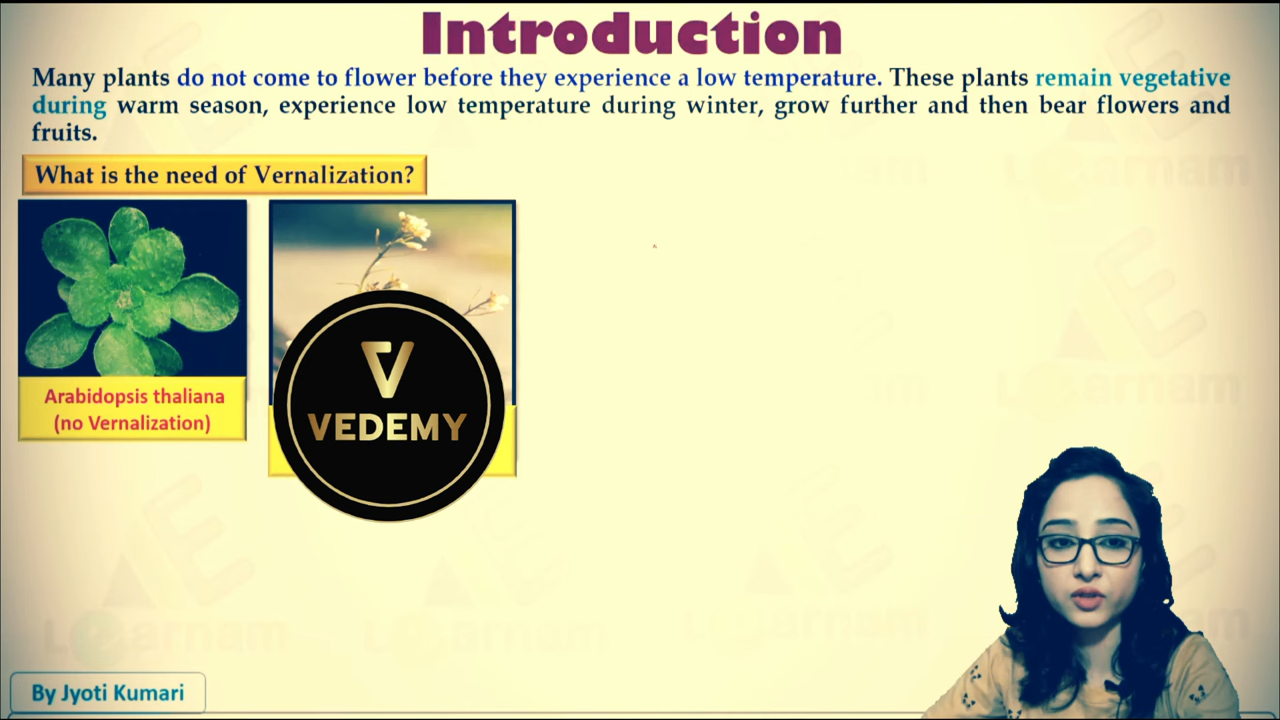 Introduction
Many plants do not come to flower before they experience a low temperature. These plants remain vegetative
during warm season, experience low temperature during winter, grow further and then bear flowers and
fruits.
What is the need of Vernalization?
Arabidopsis thaliana
(no Vernalization)
V
VEDEMY
By Jyoti Kumari